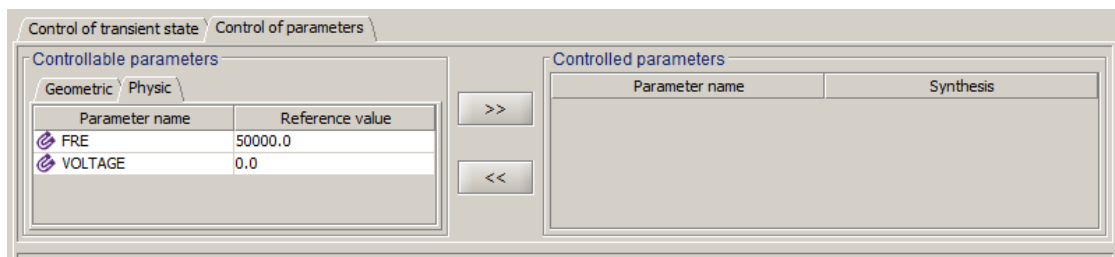 Control of transient state Control of parameters
Controllable parameters
Geometric Physic
Parameter name Reference value
FRE 50000.0
VOLTAGE 0.0
>>
<<
Controlled parameters
Parameter name Synthesis